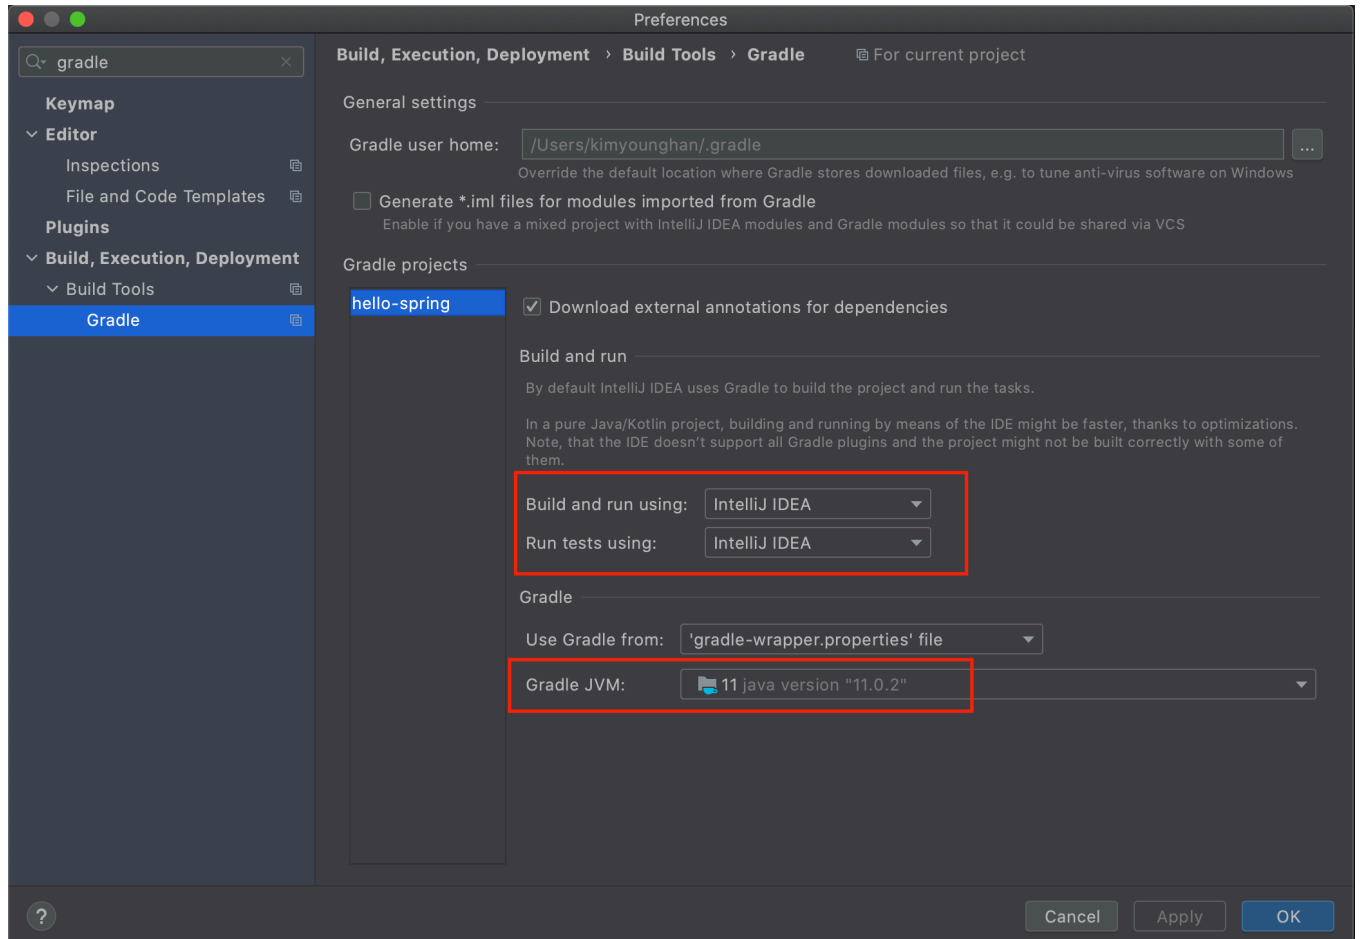 Preferences
gradle
Keymap
Editor
Inspections
File and Code Templates
Plugins
Build, Execution, Deployment
Build Tools
Gradle
Build, Execution, Deployment › Build Tools › Gradle For current project
General settings
Gradle user home: /Users/kimyounghan/.gradle ...
Override the default location where Gradle stores downloaded files, e.g. to tune anti-virus software on Windows
Generate *.iml files for modules imported from Gradle
Enable if you have a mixed project with IntelliJ IDEA modules and Gradle modules so that it could be shared via VCS
Gradle projects
hello-spring
Download external annotations for dependencies
Build and run
By default IntelliJ IDEA uses Gradle to build the project and run the tasks.
In a pure Java/Kotlin project, building and running by means of the IDE might be faster, thanks to optimizations.
Note, that the IDE doesn't support all Gradle plugins and the project might not be built correctly with some of
them.
Build and run using: IntelliJ IDEA
Run tests using: IntelliJ IDEA
Gradle
Use Gradle from: 'gradle-wrapper.properties' file
Gradle JVM: 11 java version "11.0.2"
? Cancel Apply OK